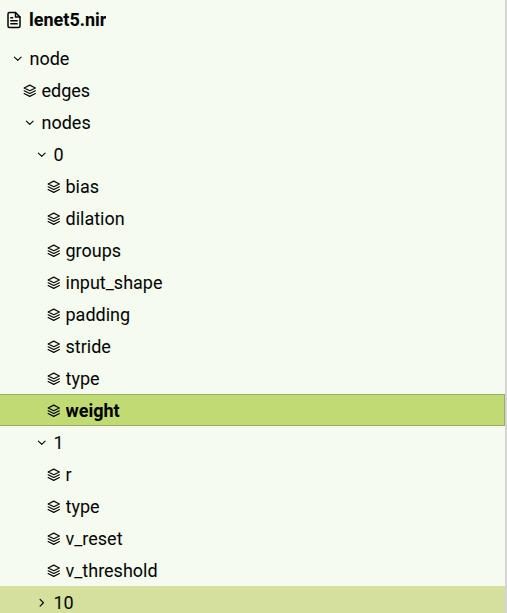 lenet5.nir
node
edges
nodes
0
bias
dilation
groups
input_shape
padding
stride
type
weight
1
r
type
v_reset
v_threshold
10